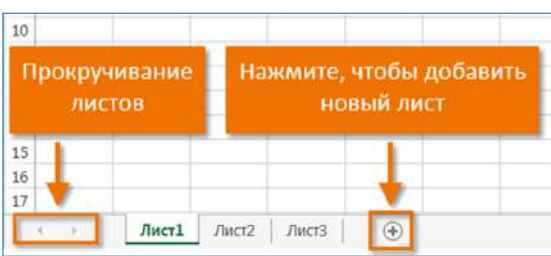 10
Прокручивание
листов
Нажмите, чтобы добавить
новый лист
15
16
17
Лист1 Лист2 Лист3